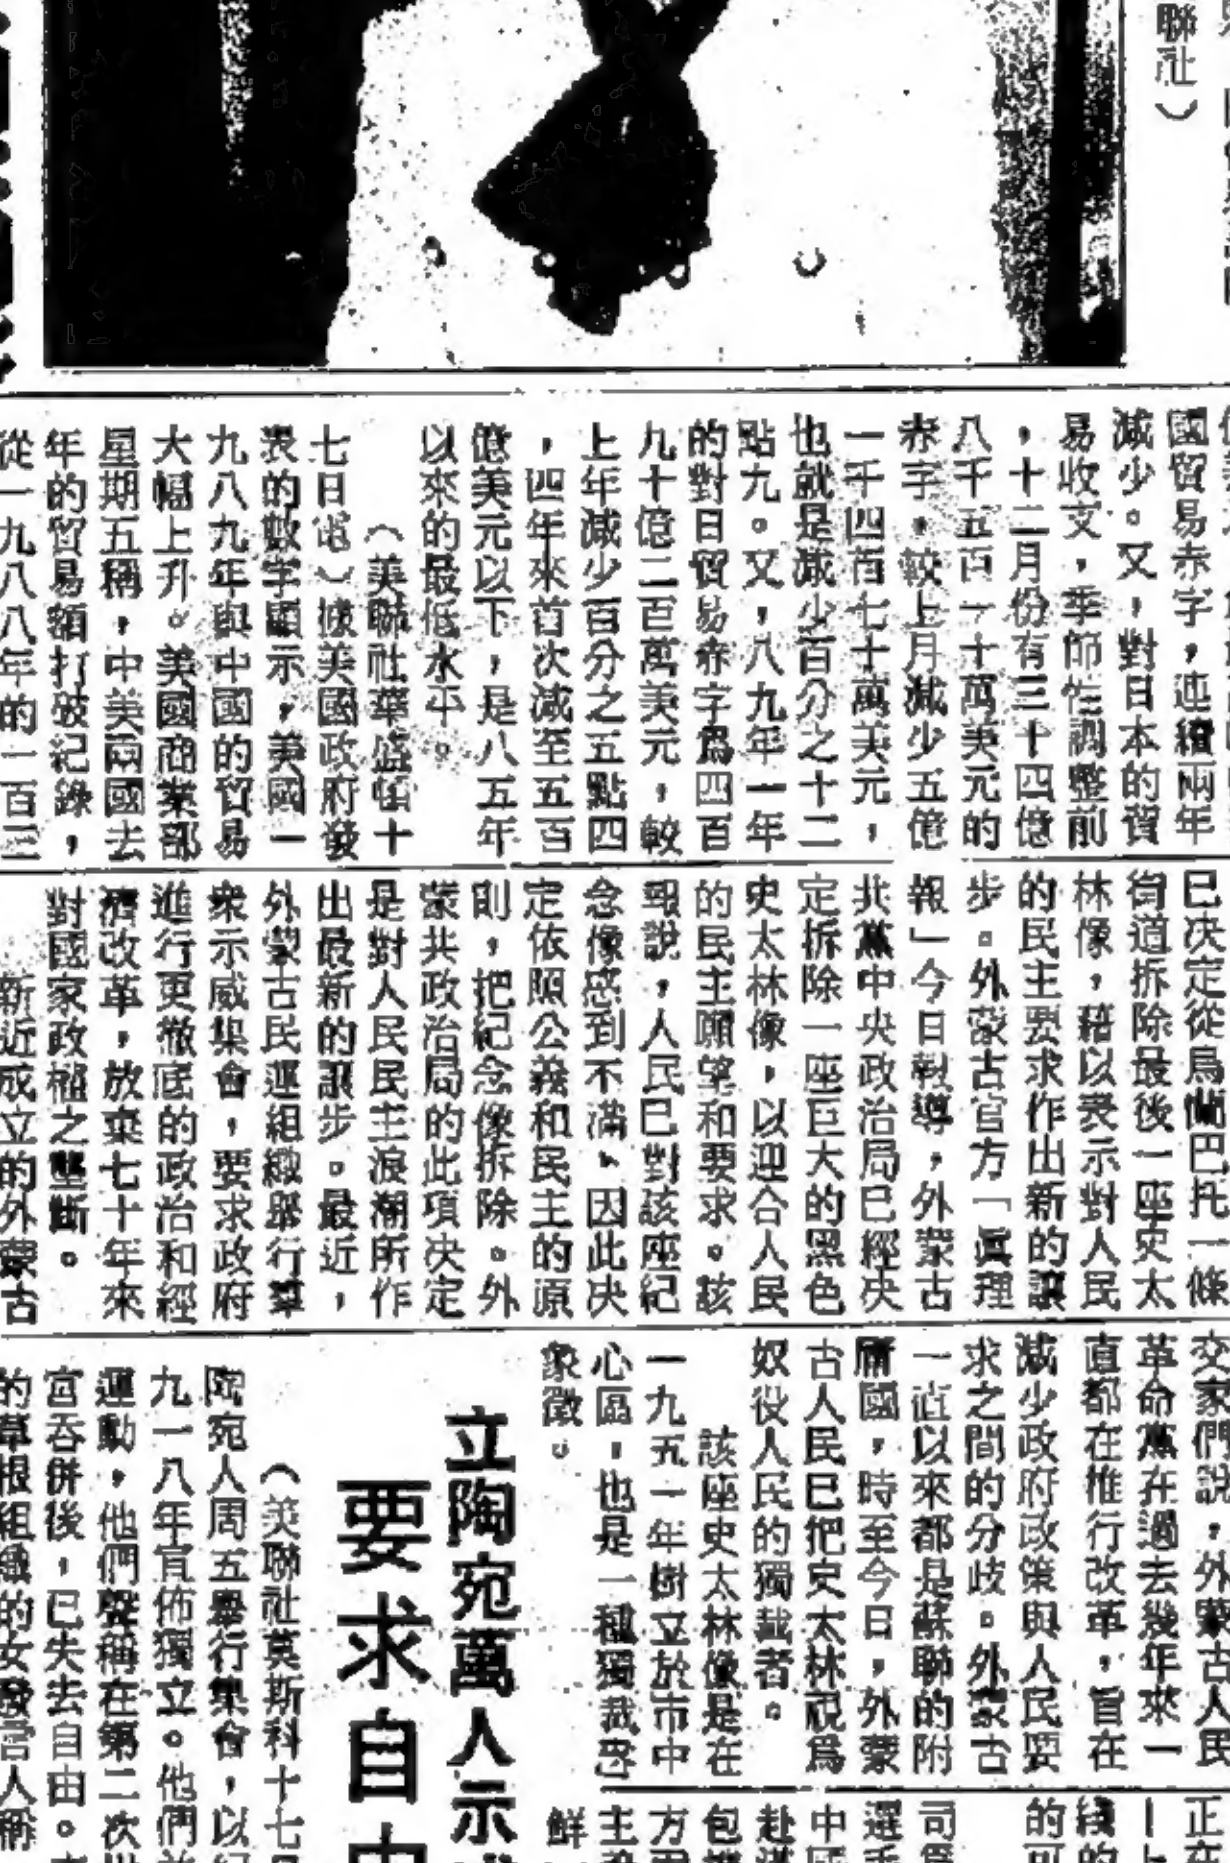 聯社）
國貿易赤字，連續兩年
減少。又，對日本的貿
易收支，季節性調整前
，十二月份有三十四億
八千五百一十萬美元的
赤字，較上月減少五億
一千四百七十萬美元，
也就是減少百分之十二
點九。又，八九年一年
的對日貿易赤字爲四百
九十億二百萬美元，較
上年減少百分之五點四
，四年來首次減至五百
億美元以下，是八五年
以來的最低水平。
（美聯社華盛頓十
七日電）據美國政府發
表的數字顯示，美國一
九八九年與中國的貿易
大幅上升。美國商業部
星期五稱，中美兩國去
年的貿易額打破紀錄，
從一九八八年的一百三
已決定從烏蘭巴托一條
街道拆除最後一座史太
林像，藉以表示對人民
的民主要求作出新的讓
步。外蒙古官方「眞理
報」今日報導，外蒙古
共黨中央政治局已經決
定拆除一座巨大的黑色
史太林像，以迎合人民
的民主願望和要求。該
報說，人民已對該座紀
念像感到不滿、因此決
定依照公義和民主的原
則，把紀念像拆除。外
蒙共政治局的此項決定
是對人民民主浪潮所作
出最新的讓步。最近，
外蒙古民運組織舉行羣
衆示威集會，要求政府
進行更徹底的政治和經
濟改革，放棄七十年來
對國家政權之壟斷。
新近成立的外蒙古
交家們說，外蒙古人民
革命黨在過去幾年來一
直都在推行改革，旨在
減少政府政策與人民要
求之間的分歧。外蒙古
一直以來都是蘇聯的附
庸國，時至今日，外蒙
古人民已把史太林視爲
奴役人民的獨裁者。
該座史太林像是在
一九五一年樹立於市中
心區，也是一種獨裁
象徵。
立陶宛萬人示
要求自由
（美聯社莫斯科十七日
陶宛人周五舉行集會，以紀
九一八年宣佈獨立。他們
運動，他們聲稱在第二次
宮吞併後，已失去自由。
的草根組織的女發言人稱
正在
的可
司爲
選手
中國
赴
包
方
主
鮮